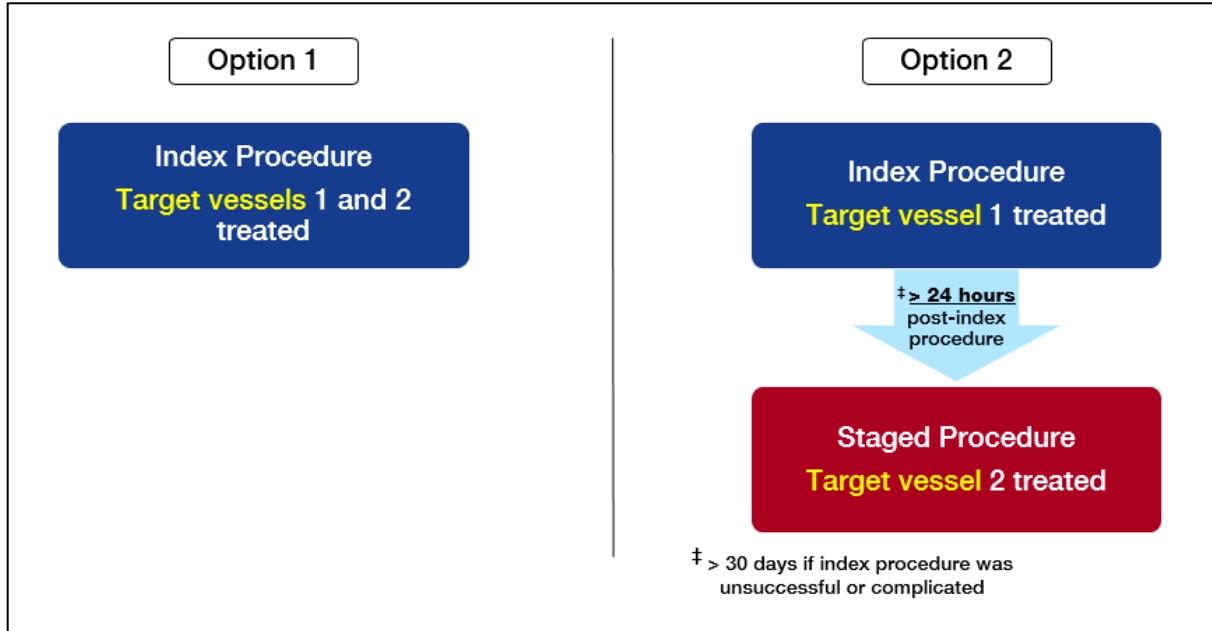 Option 1
Index Procedure
Target vessels 1 and 2
treated
Option 2
Index Procedure
Target vessel 1 treated
‡> 24 hours
post-index
procedure
Staged Procedure
Target vessel 2 treated
‡ > 30 days if index procedure was
unsuccessful or complicated